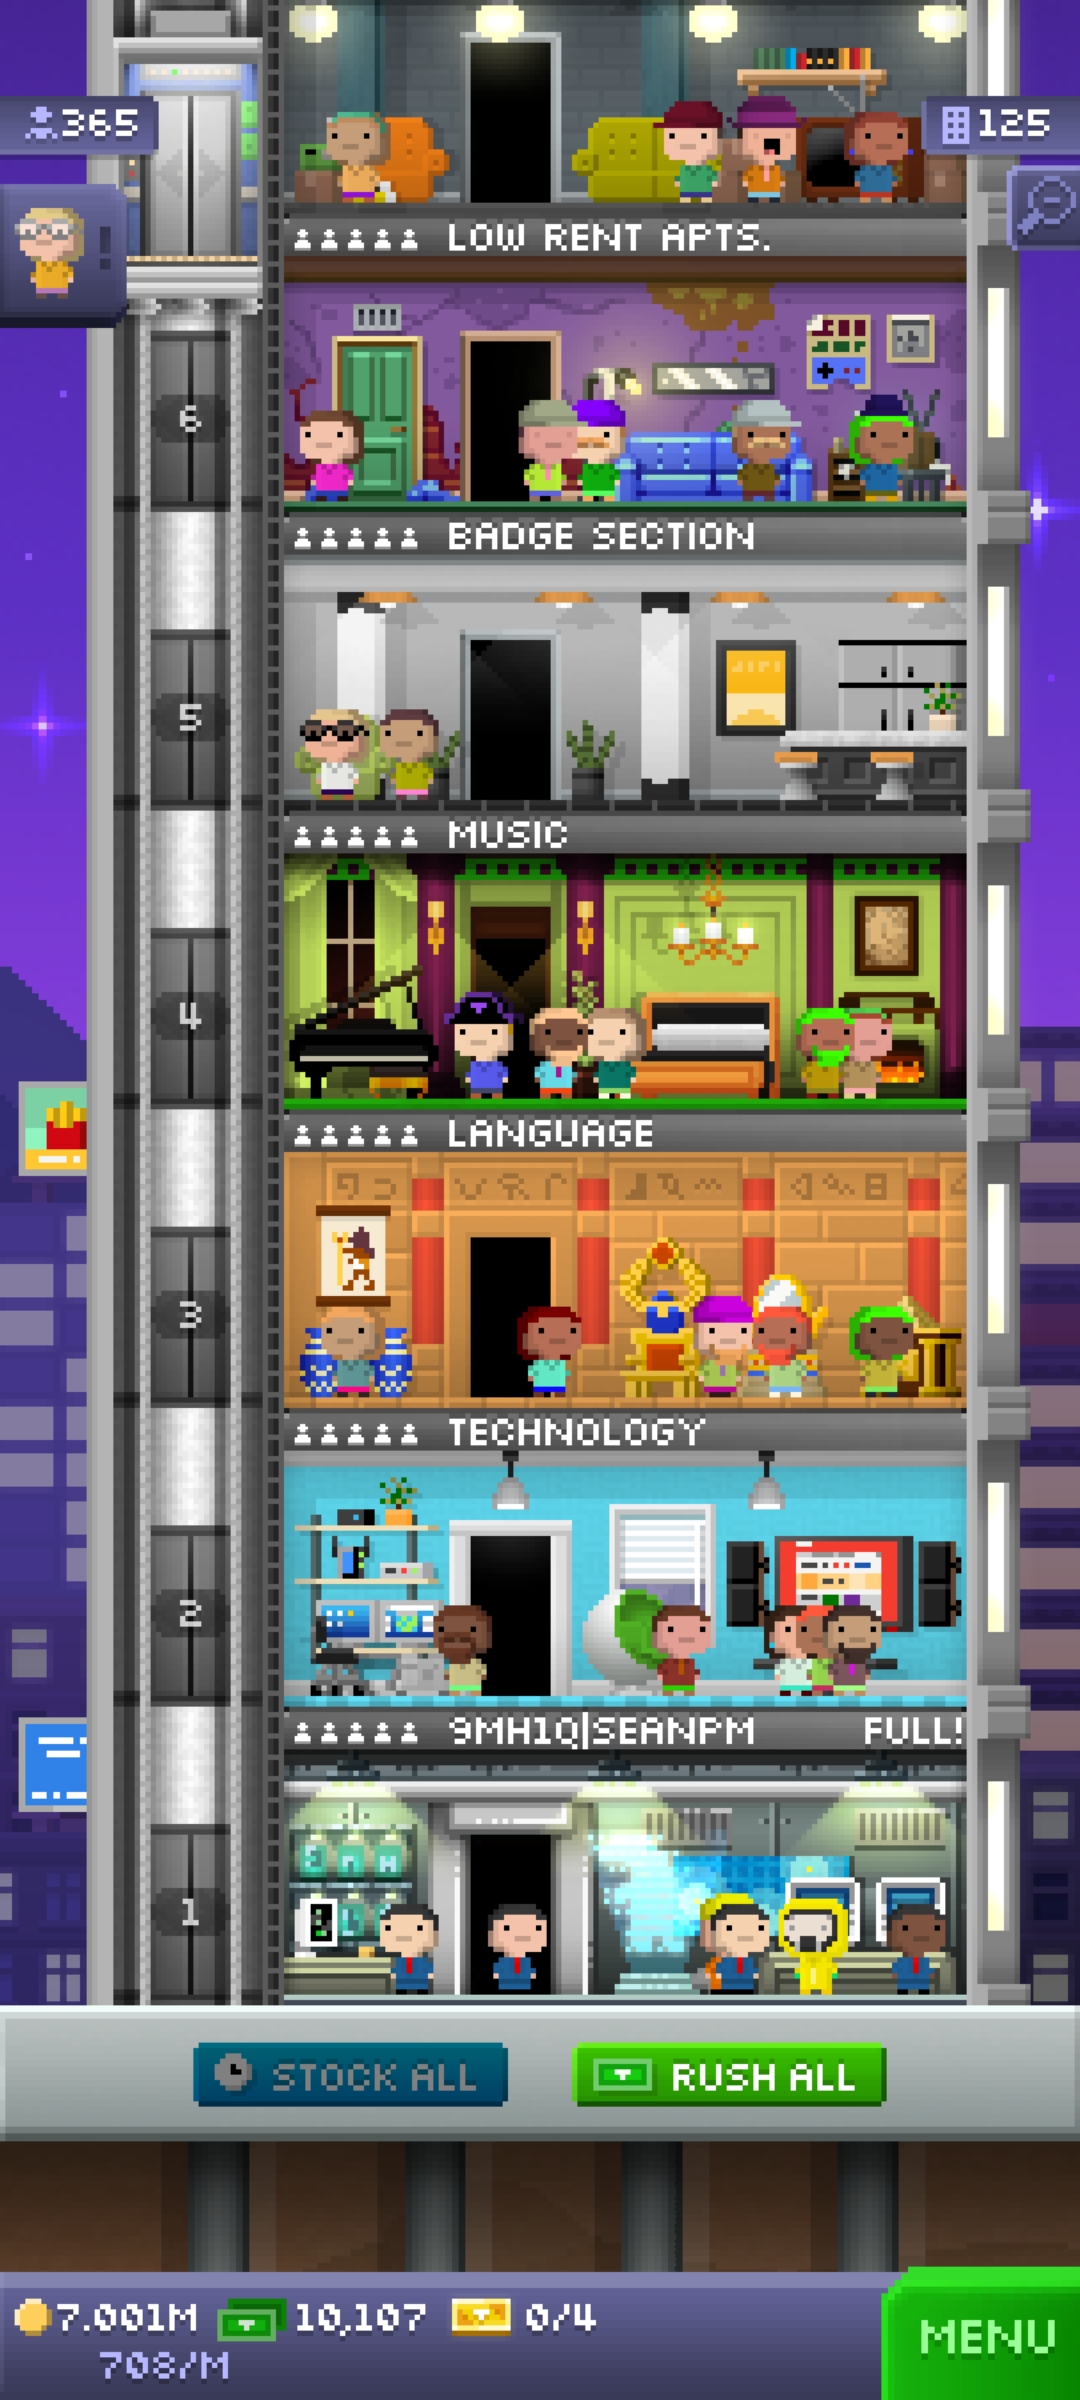 365
125
LOW RENT APTS.
6
BADGE SECTION
5
MUSIC
4
LANGUAGE
3
TECHNOLOGY
2
9MH1Q|SEANPM FULL!
1
STOCK ALL
RUSH ALL
7.001M
10,107
0/4
708/M
MENU